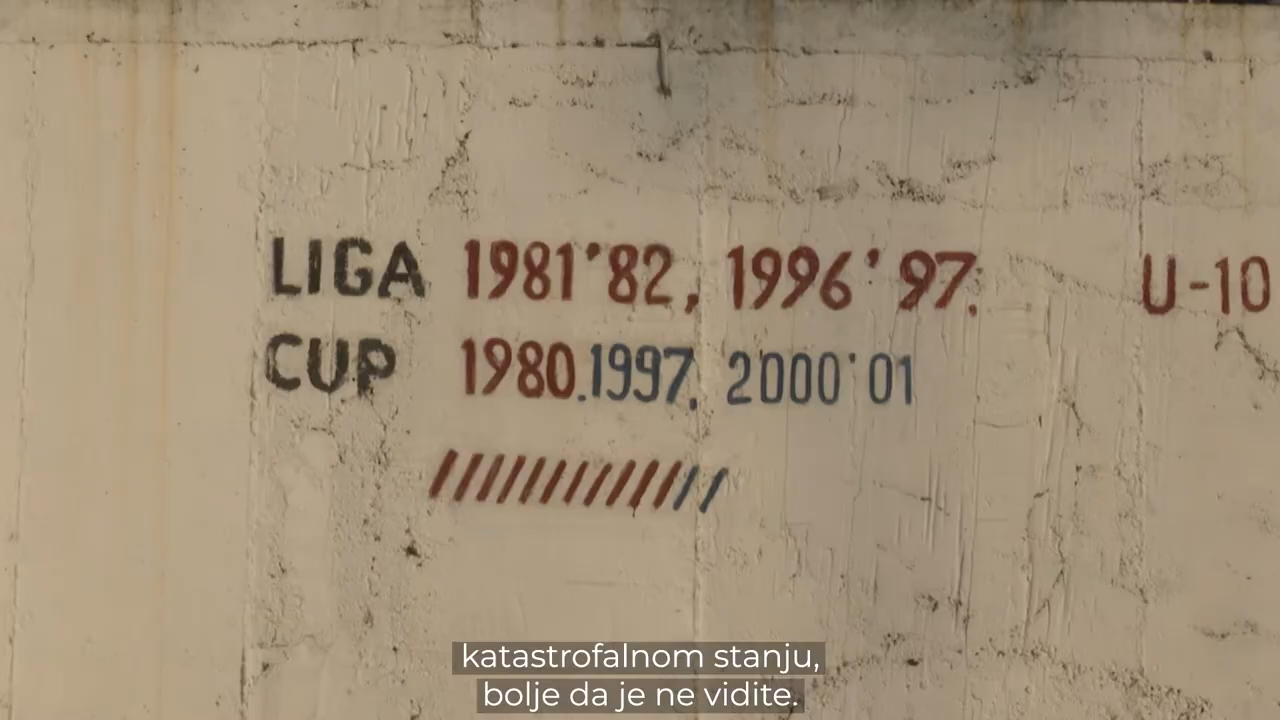 LIGA 1981'82, 1996'97. U-10
CUP 1980.1997. 2000'01
katastrofalnom stanju,
bolje da je ne vidite.